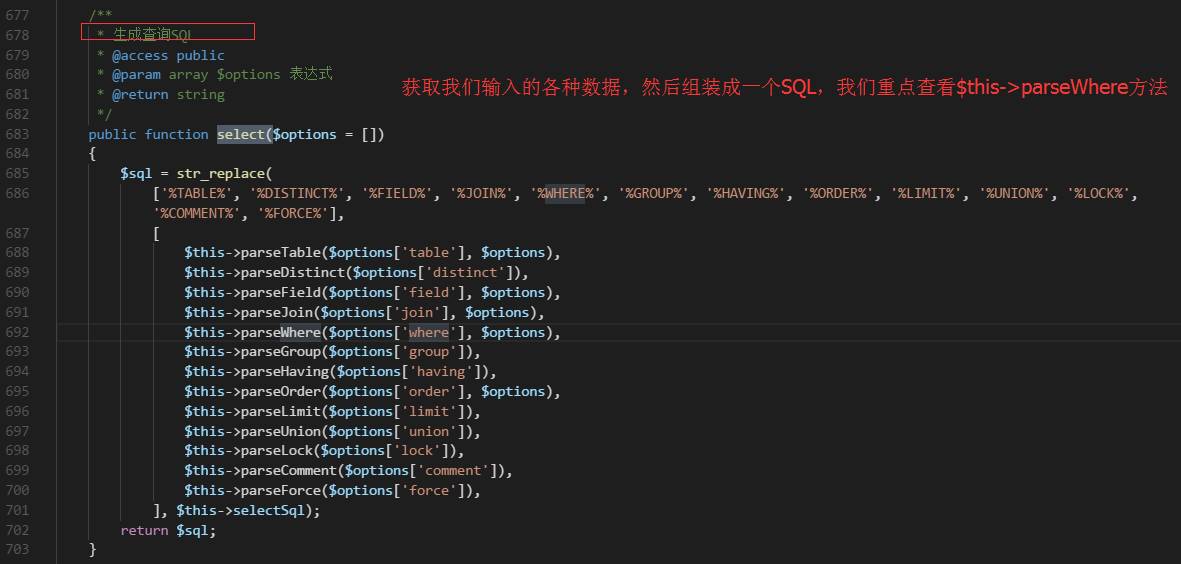 677 /**
678 * 生成查询SQL
679 * @access public
680 * @param array $options 表达式
681 * @return string
获取我们输入的各种数据，然后组装成一个SQL，我们重点查看$this->parseWhere方法
682 */
683 public function select($options = [])
684 {
685 $sql = str_replace(
686 ['%TABLE%', '%DISTINCT%', '%FIELD%', '%JOIN%', '%WHERE%', '%GROUP%', '%HAVING%', '%ORDER%', '%LIMIT%', '%UNION%', '%LOCK%',
'%COMMENT%', '%FORCE%'],
687 [
688 $this->parseTable($options['table'], $options),
689 $this->parseDistinct($options['distinct']),
690 $this->parseField($options['field'], $options),
691 $this->parseJoin($options['join'], $options),
692 $this->parseWhere($options['where'], $options),
693 $this->parseGroup($options['group']),
694 $this->parseHaving($options['having']),
695 $this->parseOrder($options['order'], $options),
696 $this->parseLimit($options['limit']),
697 $this->parseUnion($options['union']),
698 $this->parseLock($options['lock']),
699 $this->parseComment($options['comment']),
700 $this->parseForce($options['force']),
701 ], $this->selectSql);
702 return $sql;
703 }